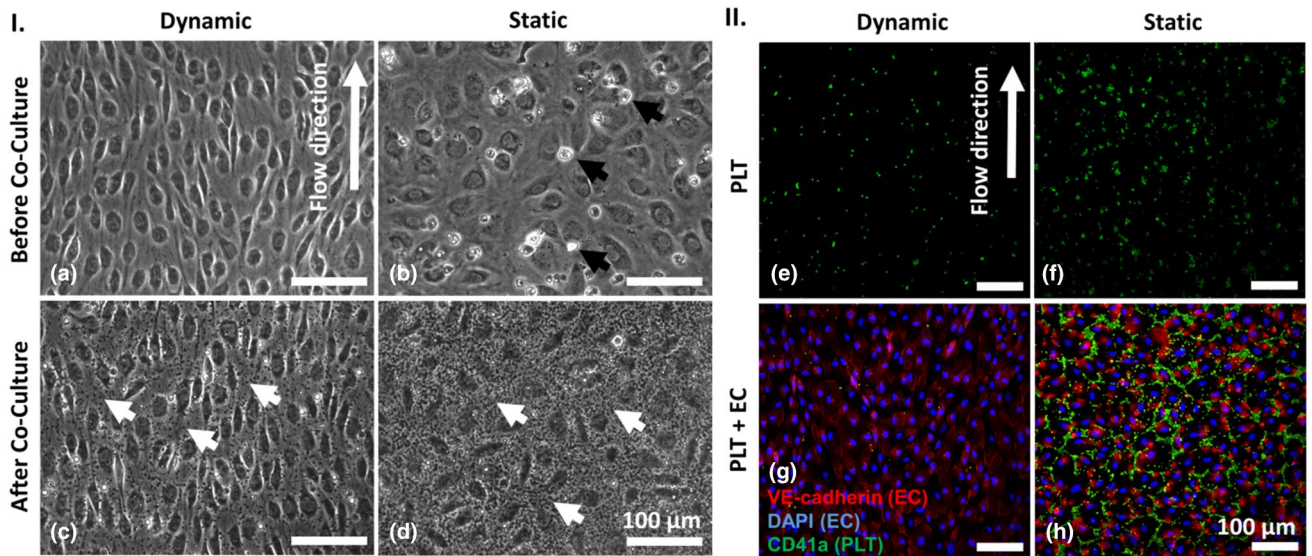 I.
Dynamic
Static
II.
Dynamic
Static
Before Co-Culture
Flow direction
(a)
(b)
PLT
Flow direction
(e)
(f)
After Co-Culture
(c)
(d)
100 µm
PLT + EC
(g)
VE-cadherin (EC)
DAPI (EC)
CD41a (PLT)
(h)
100 µm